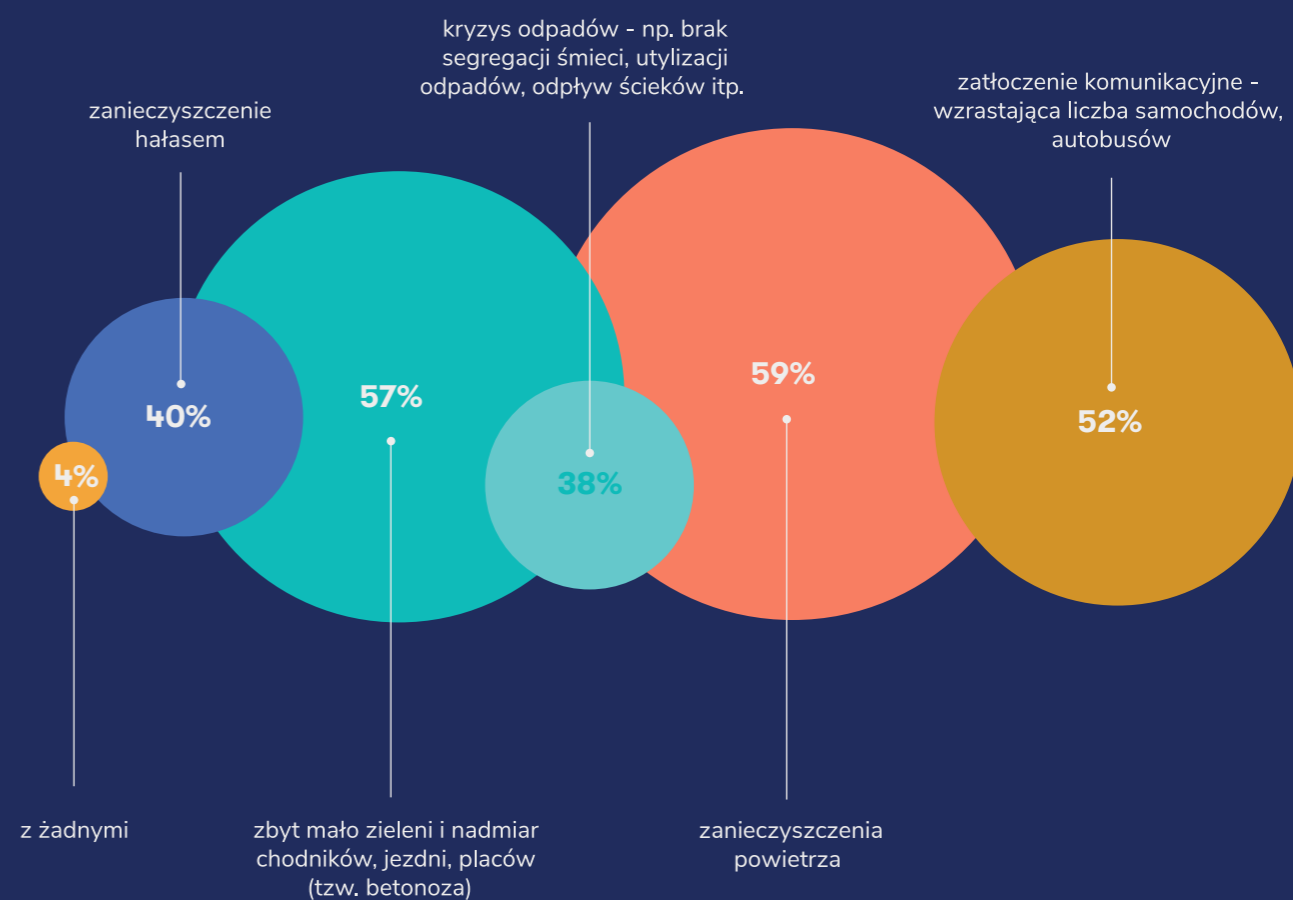 kryzys odpadów - np. brak
segregacji śmieci, utylizacji
odpadów, odpływ ścieków itp.
zatłoczenie komunikacyjne -
wzrastająca liczba samochodów,
autobusów
zanieczyszczenie
hałasem
59%
57%
40%
52%
4%
38%
z żadnymi
zbyt mało zieleni i nadmiar
chodników, jezdni, placów
(tzw. betonoza)
zanieczyszczenia
powietrza